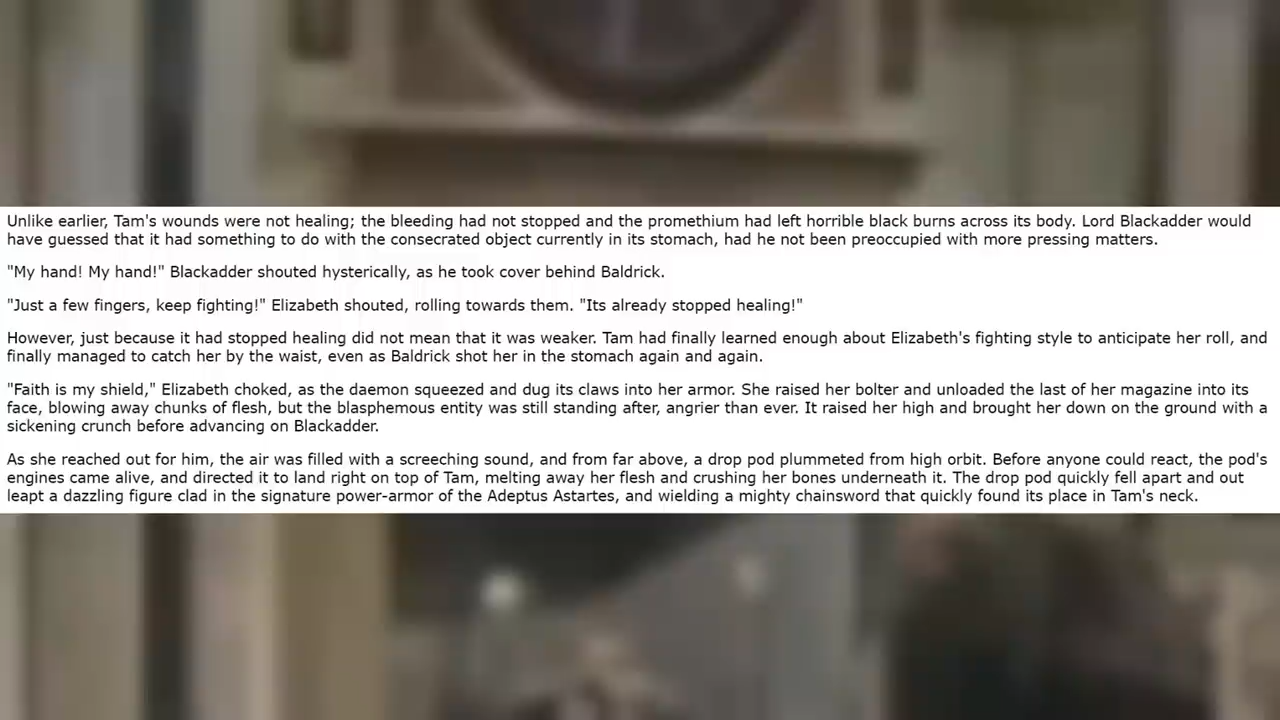 Unlike earlier, Tam's wounds were not healing; the bleeding had not stopped and the promethium had left horrible black burns across its body. Lord Blackadder would
have guessed that it had something to do with the consecrated object currently in its stomach, had he not been preoccupied with more pressing matters.
"My hand! My hand!" Blackadder shouted hysterically, as he took cover behind Baldrick.
"Just a few fingers, keep fighting!" Elizabeth shouted, rolling towards them. "Its already stopped healing!"
However, just because it had stopped healing did not mean that it was weaker. Tam had finally learned enough about Elizabeth's fighting style to anticipate her roll, and
finally managed to catch her by the waist, even as Baldrick shot her in the stomach again and again.
"Faith is my shield," Elizabeth choked, as the daemon squeezed and dug its claws into her armor. She raised her bolter and unloaded the last of her magazine into its
face, blowing away chunks of flesh, but the blasphemous entity was still standing after, angrier than ever. It raised her high and brought her down on the ground with a
sickening crunch before advancing on Blackadder.
As she reached out for him, the air was filled with a screeching sound, and from far above, a drop pod plummeted from high orbit. Before anyone could react, the pod's
engines came alive, and directed it to land right on top of Tam, melting away her flesh and crushing her bones underneath it. The drop pod quickly fell apart and out
leapt a dazzling figure clad in the signature power-armor of the Adeptus Astartes, and wielding a mighty chainsword that quickly found its place in Tam's neck.